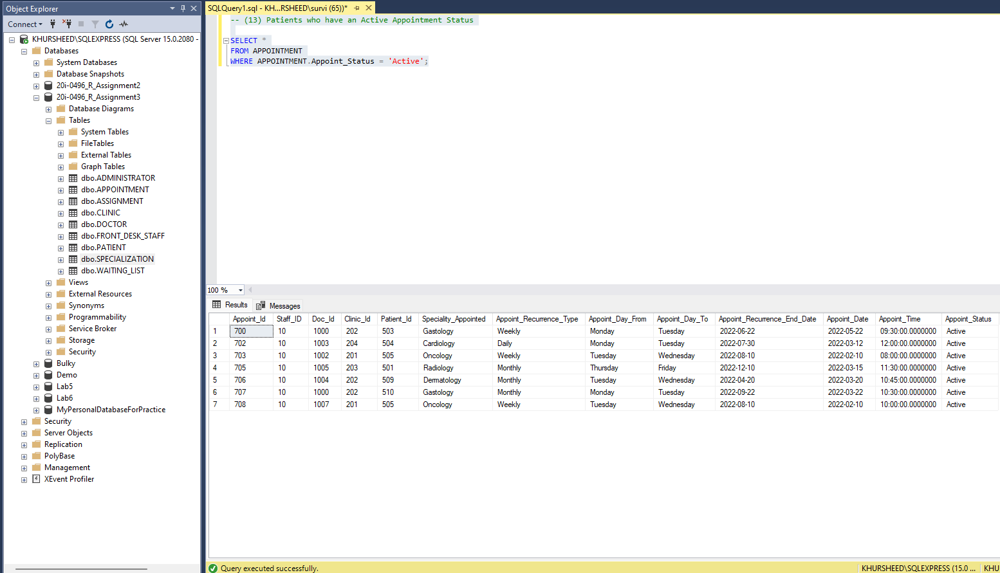 Object Explorer
Connect
KHURSHEED\SQLEXPRESS (SQL Server 15.0.2080 -
Databases
System Databases
Database Snapshots
20i-0496_R_Assignment2
20i-0496_R_Assignment3
Database Diagrams
Tables
System Tables
FileTables
External Tables
Graph Tables
dbo.ADMINISTRATOR
dbo.APPOINTMENT
dbo.ASSIGNMENT
dbo.CLINIC
dbo.DOCTOR
dbo.FRONT_DESK_STAFF
dbo.PATIENT
dbo.SPECIALIZATION
dbo.WAITING_LIST
Views
External Resources
Synonyms
Programmability
Service Broker
Storage
Security
Bulky
Demo
Lab5
Lab6
MyPersonalDatabaseForPractice
Security
Server Objects
Replication
PolyBase
Management
XEvent Profiler
SQLQuery1.sql - KH...RSHEED\survi (65))*
-- (13) Patients who have an Active Appointment Status
SELECT *
FROM APPOINTMENT
WHERE APPOINTMENT.Appoint_Status = 'Active';
100 %
Results Messages
Appoint_Id Staff_ID Doc_Id Clinic_Id Patient_Id Speciality_Appointed Appoint_Recurrence_Type Appoint_Day_From Appoint_Day_To Appoint_Recurrence_End_Date Appoint_Date Appoint_Time Appoint_Status
1 700 10 1000 202 503 Gastology Weekly Monday Tuesday 2022-06-22 2022-05-22 09:30:00.0000000 Active
2 702 10 1003 204 504 Cardiology Daily Monday Tuesday 2022-07-30 2022-03-12 12:00:00.0000000 Active
3 703 10 1002 201 505 Oncology Weekly Tuesday Wednesday 2022-08-10 2022-02-10 08:00:00.0000000 Active
4 705 10 1005 203 501 Radiology Monthly Thursday Friday 2022-12-10 2022-03-15 11:30:00.0000000 Active
5 706 10 1004 202 509 Dermatology Monthly Tuesday Wednesday 2022-04-20 2022-03-20 10:45:00.0000000 Active
6 707 10 1000 202 510 Gastology Monthly Monday Tuesday 2022-09-22 2022-03-22 10:30:00.0000000 Active
7 708 10 1007 201 505 Oncology Weekly Tuesday Wednesday 2022-08-10 2022-02-10 10:00:00.0000000 Active
Query executed successfully. KHURSHEED\SQLEXPRESS (15.0 ... KHU